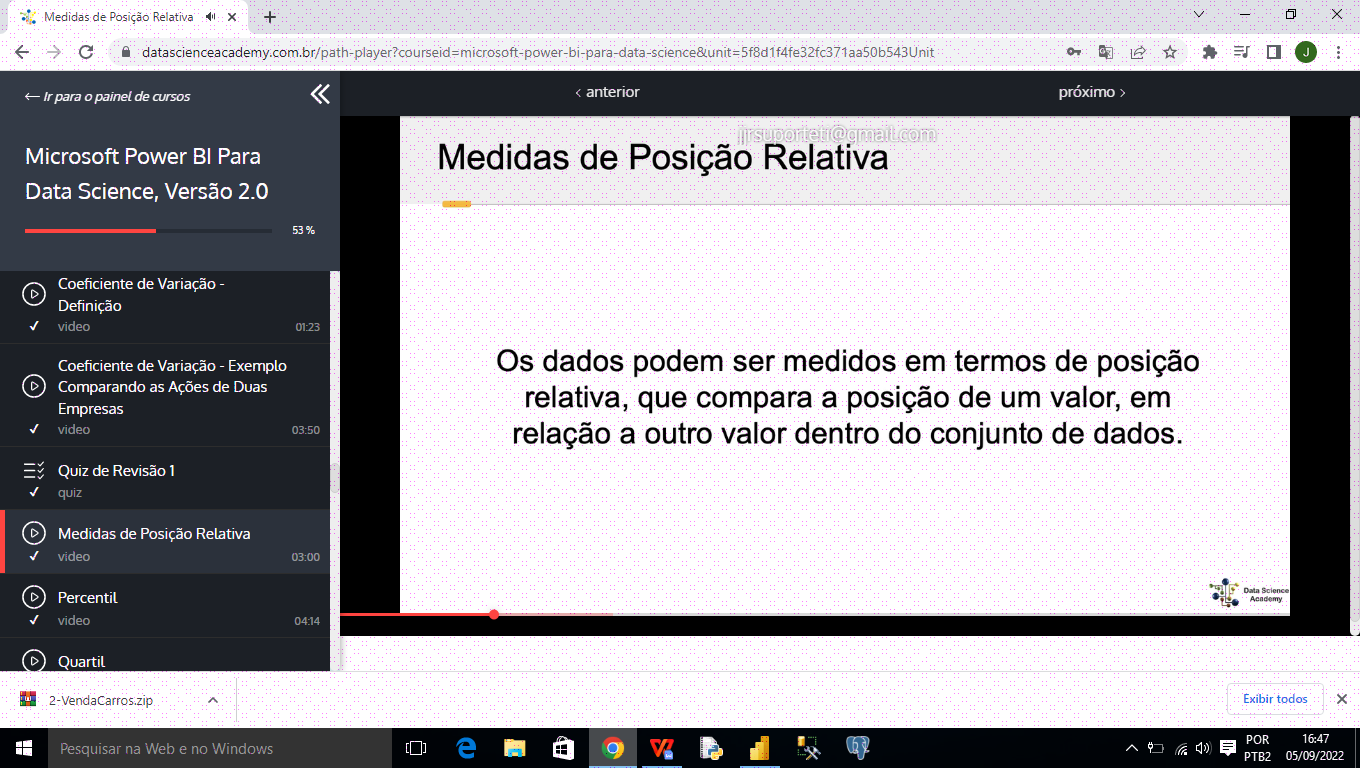 Medidas de Posição Relativa
datascienceacademy.com.br/path-player?courseid=microsoft-power-bi-para-data-science&unit=5f8d1f4fe32fc371aa50b543Unit
J
← Ir para o painel de cursos
‹ anterior
próximo ›
Microsoft Power BI Para
Data Science, Versão 2.0
53 %
Coeficiente de Variação -
Definição
video 01:23
Coeficiente de Variação - Exemplo
Comparando as Ações de Duas
Empresas
video 03:50
Quiz de Revisão 1
quiz
Medidas de Posição Relativa
video 03:00
Percentil
video 04:14
Quartil
jjrsuporteti@gmail.com
Medidas de Posição Relativa
Os dados podem ser medidos em termos de posição
relativa, que compara a posição de um valor, em
relação a outro valor dentro do conjunto de dados.
Data Science
Academy
2-VendaCarros.zip
Exibir todos
Pesquisar na Web e no Windows
POR
PTB2
16:47
05/09/2022